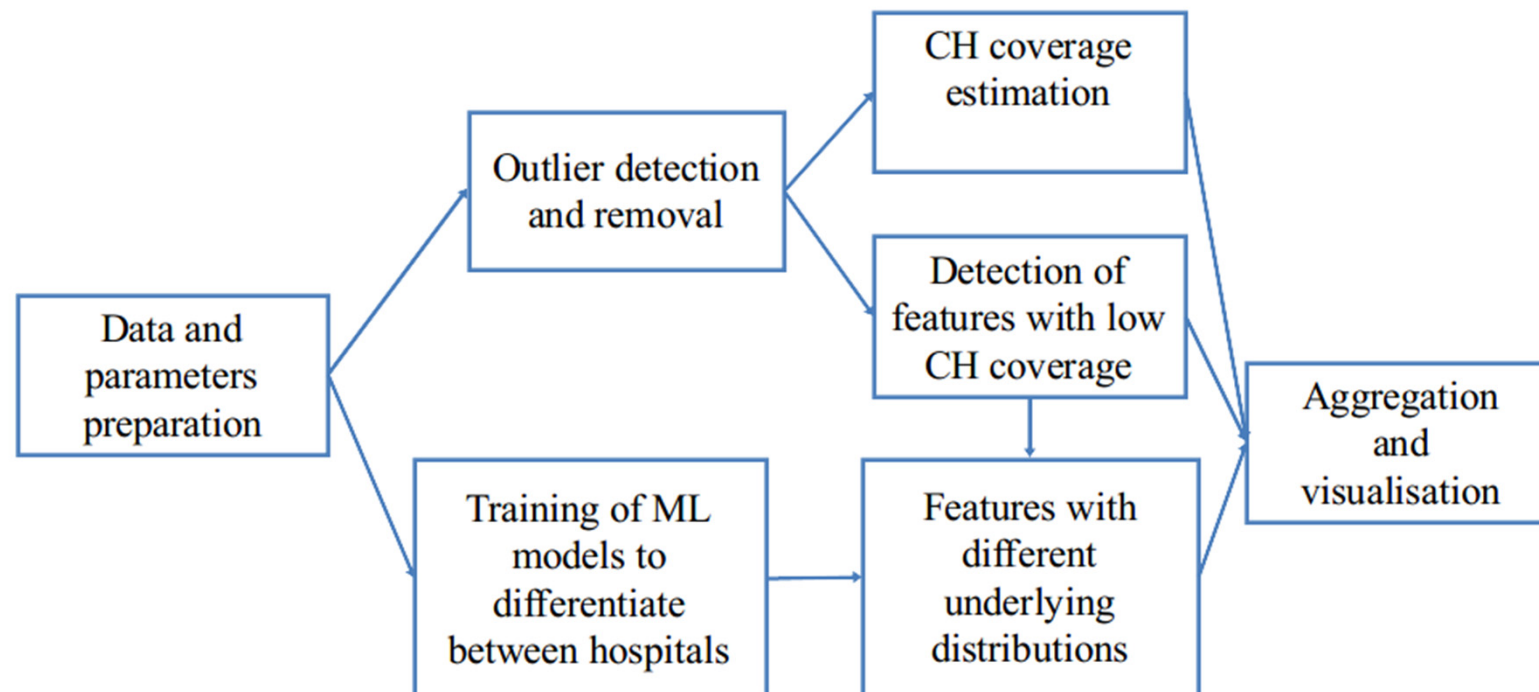 CH coverage
estimation
Outlier detection
and removal
Detection of
features with low
CH coverage
Data and
parameters
preparation
Aggregation
and
visualisation
Training of ML
models to
differentiate
between hospitals
Features with
different
underlying
distributions